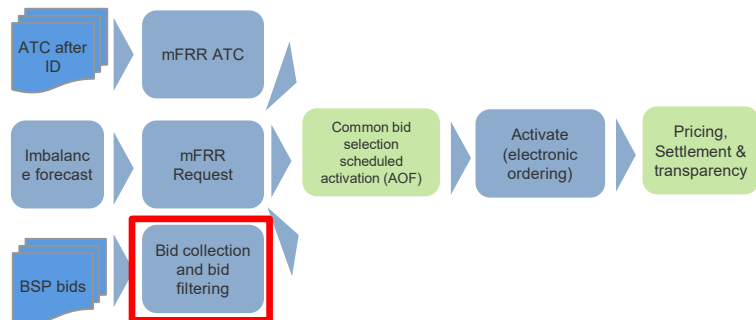 ATC after
ID
mFRR ATC
Imbalanc
e forecast
mFRR
Request
Common bid
selection
scheduled
activation (AOF)
Activate
(electronic
ordering)
Pricing,
Settlement &
transparency
BSP bids
Bid collection
and bid
filtering